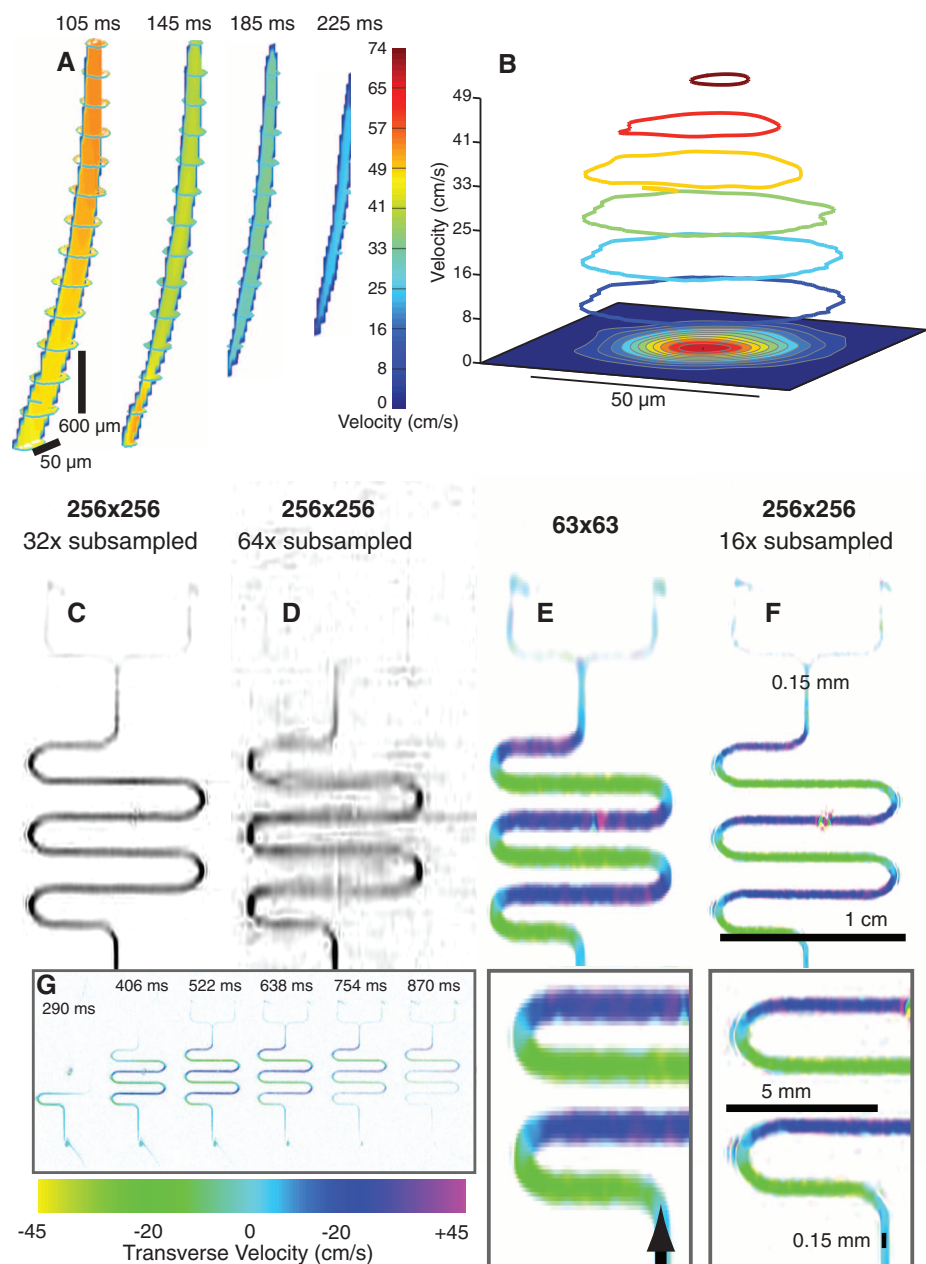 105 ms 145 ms 185 ms 225 ms
A
74
64
57
49
41
33
25
16
8
0
Velocity (cm/s)
600 µm
50 µm
B
49
41
33
25
16
8
0
Velocity (cm/s)
50 µm
256x256
32x subsampled
256x256
64x subsampled
63x63
256x256
16x subsampled
C
D
E
F
0.15 mm
1 cm
G
290 ms
406 ms 522 ms 638 ms 754 ms 870 ms
5 mm
0.15 mm
-45 -20 0 -20 +45
Transverse Velocity (cm/s)